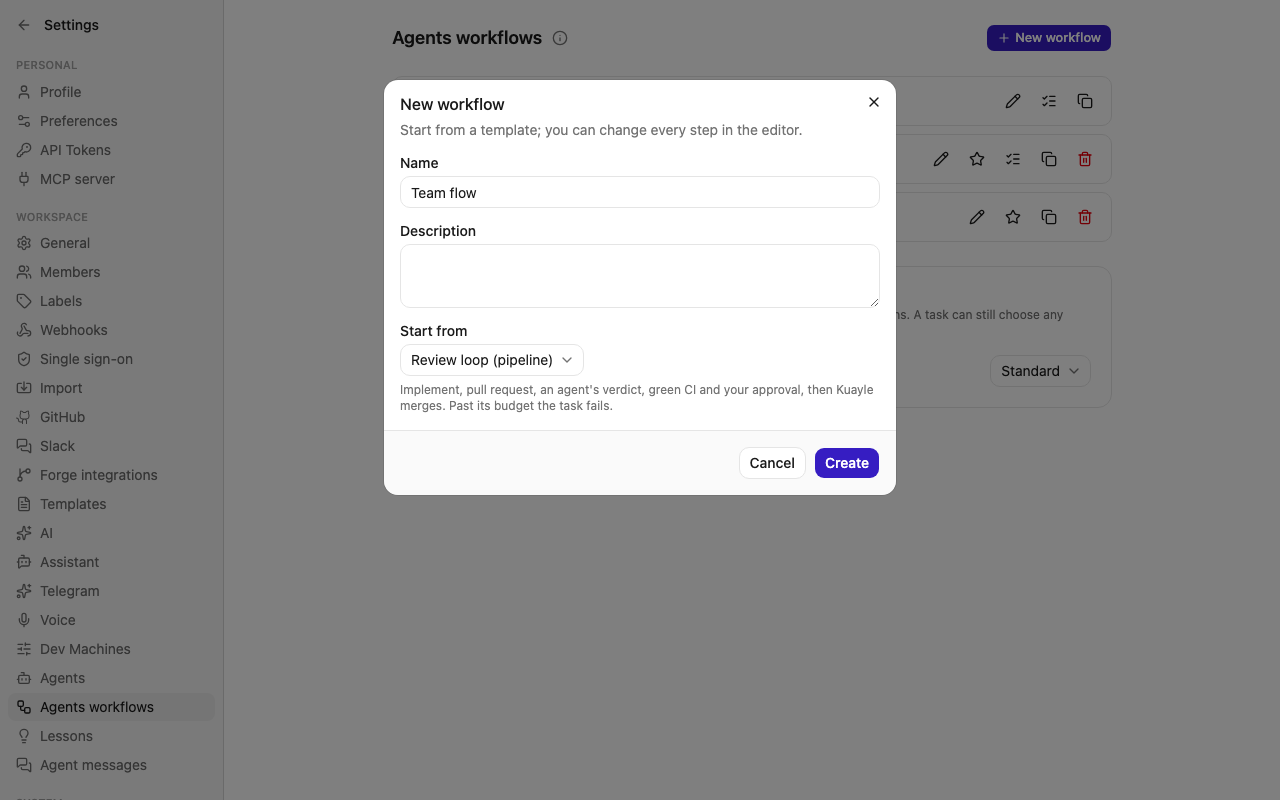 Settings
PERSONAL
Profile
Preferences
API Tokens
MCP server
WORKSPACE
General
Members
Labels
Webhooks
Single sign-on
Import
GitHub
Slack
Forge integrations
Templates
AI
Assistant
Telegram
Voice
Dev Machines
Agents
Agents workflows
Lessons
Agent messages
Agents workflows
New workflow
New workflow
Start from a template; you can change every step in the editor.
Name
Team flow
Description
Start from
Review loop (pipeline)
Implement, pull request, an agent's verdict, green CI and your approval, then Kuayle
merges. Past its budget the task fails.
Cancel
Create
A task can still choose any
Standard